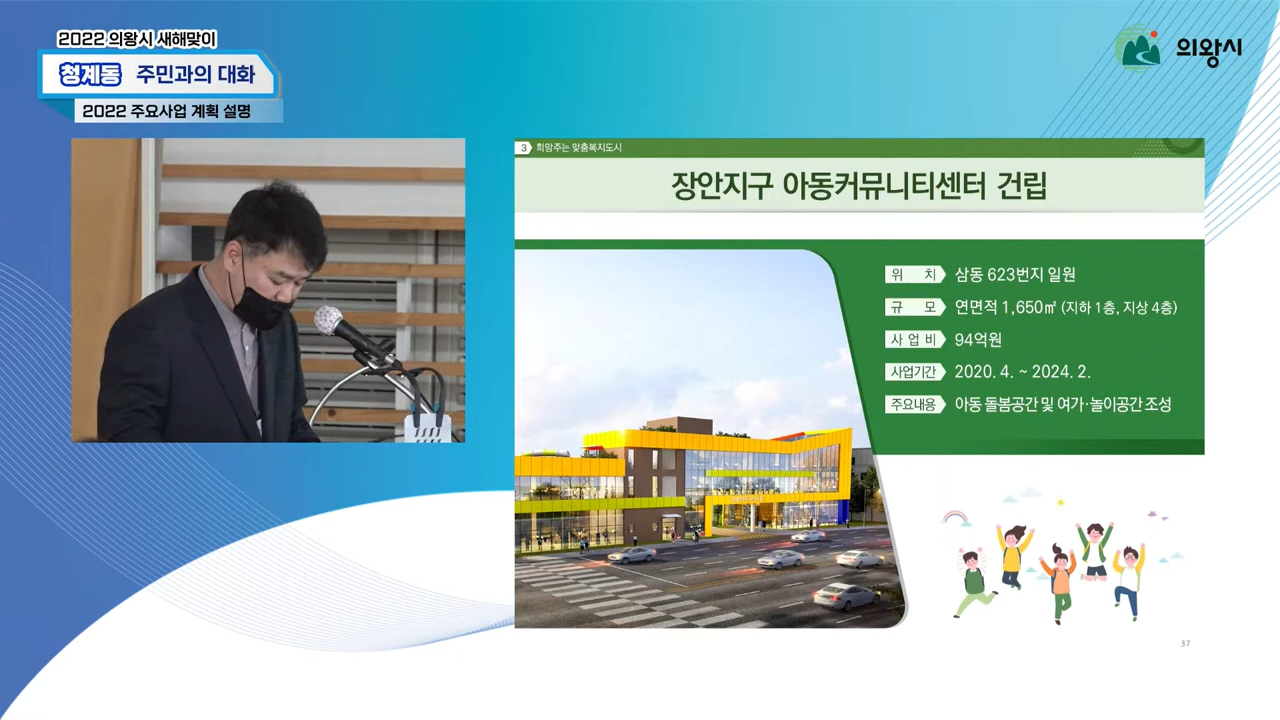 2022 의왕시 새해맞이
청계동 주민과의 대화
2022 주요사업 계획 설명
의왕시
3 희망주는 맞춤복지도시
장안지구 아동커뮤니티센터 건립
위 치 삼동 623번지 일원
규 모 연면적 1,650㎡ (지하 1층, 지상 4층)
사 업 비 94억원
사업기간 2020. 4. ~ 2024. 2.
주요내용 아동 돌봄공간 및 여가·놀이공간 조성
37